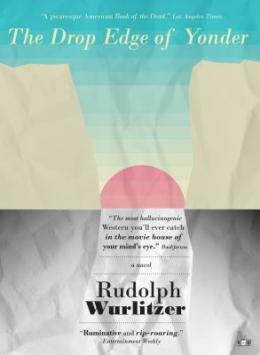 "A picaresque American Book of the Dead." Los Angeles Times
The Drop Edge of Yonder
"The most hallucinogenic
Western you'll ever catch
in the movie house of
your mind's eye." Bookforum
a novel
Rudolph
Wurlitzer
"Ruminative and rip-roaring."
Entertainment Weekly